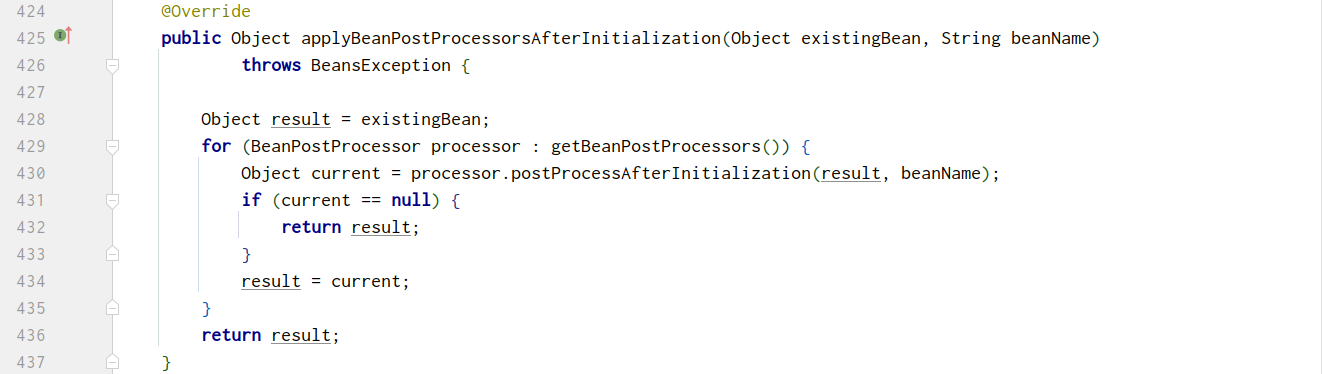 424 @Override
425 public Object applyBeanPostProcessorsAfterInitialization(Object existingBean, String beanName)
426 throws BeansException {
427
428 Object result = existingBean;
429 for (BeanPostProcessor processor : getBeanPostProcessors()) {
430 Object current = processor.postProcessAfterInitialization(result, beanName);
431 if (current == null) {
432 return result;
433 }
434 result = current;
435 }
436 return result;
437 }